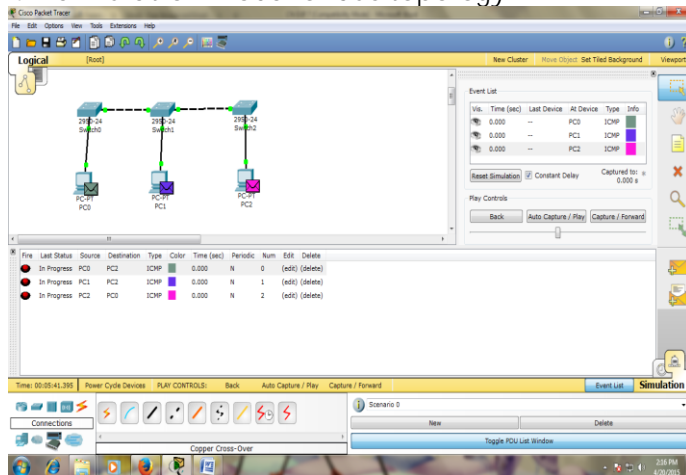 Cisco Packet Tracer
File Edit Options View Tools Extensions Help
Logical [Root] New Cluster Move Object Set Tiled Background Viewport
2950-24
Switch0
2950-24
Switch1
2950-24
Switch2
PC-PT
PC0
PC-PT
PC1
PC-PT
PC2
Event List
Vis. Time (sec) Last Device At Device Type Info
0.000 -- PC0 ICMP
0.000 -- PC1 ICMP
0.000 -- PC2 ICMP
Reset Simulation Constant Delay Captured to: 0.000 s
Play Controls
Back Auto Capture / Play Capture / Forward
Fire Last Status Source Destination Type Color Time (sec) Periodic Num Edit Delete
In Progress PC0 PC2 ICMP 0.000 N 0 (edit) (delete)
In Progress PC1 PC2 ICMP 0.000 N 1 (edit) (delete)
In Progress PC2 PC0 ICMP 0.000 N 2 (edit) (delete)
Time: 00:05:41.395 Power Cycle Devices PLAY CONTROLS: Back Auto Capture / Play Capture / Forward Event List Simulation
Connections
Copper Cross-Over
Scenario 0
New Delete
Toggle PDU List Window
2:16 PM
4/20/2015